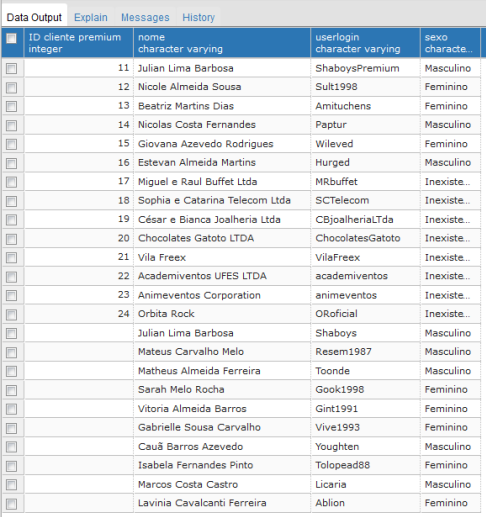 Data Output Explain Messages History
ID cliente premium nome userlogin sexo
integer character varying character varying characte...
11 Julian Lima Barbosa ShaboysPremium Masculino
12 Nicole Almeida Sousa Sult1998 Feminino
13 Beatriz Martins Dias Amituchens Feminino
14 Nicolas Costa Fernandes Paptur Masculino
15 Giovana Azevedo Rodrigues Wileved Feminino
16 Estevan Almeida Martins Hurged Masculino
17 Miguel e Raul Buffet Ltda MRbuffet Inexiste...
18 Sophia e Catarina Telecom Ltda SCTelecom Inexiste...
19 César e Bianca Joalheria Ltda CBjoalheriaLTda Inexiste...
20 Chocolates Gatoto LTDA ChocolatesGatoto Inexiste...
21 Vila Freex VilaFreex Inexiste...
22 Academiventos UFES LTDA academiventos Inexiste...
23 Animeventos Corporation animeventos Inexiste...
24 Orbita Rock ORoficial Inexiste...
Julian Lima Barbosa Shaboys Masculino
Mateus Carvalho Melo Resem1987 Masculino
Matheus Almeida Ferreira Toonde Masculino
Sarah Melo Rocha Gook1998 Feminino
Vitoria Almeida Barros Gint1991 Feminino
Gabrielle Sousa Carvalho Vive1993 Feminino
Cauã Barros Azevedo Youghten Masculino
Isabela Fernandes Pinto Tolopead88 Feminino
Marcos Costa Castro Licaria Masculino
Lavinia Cavalcanti Ferreira Ablion Feminino